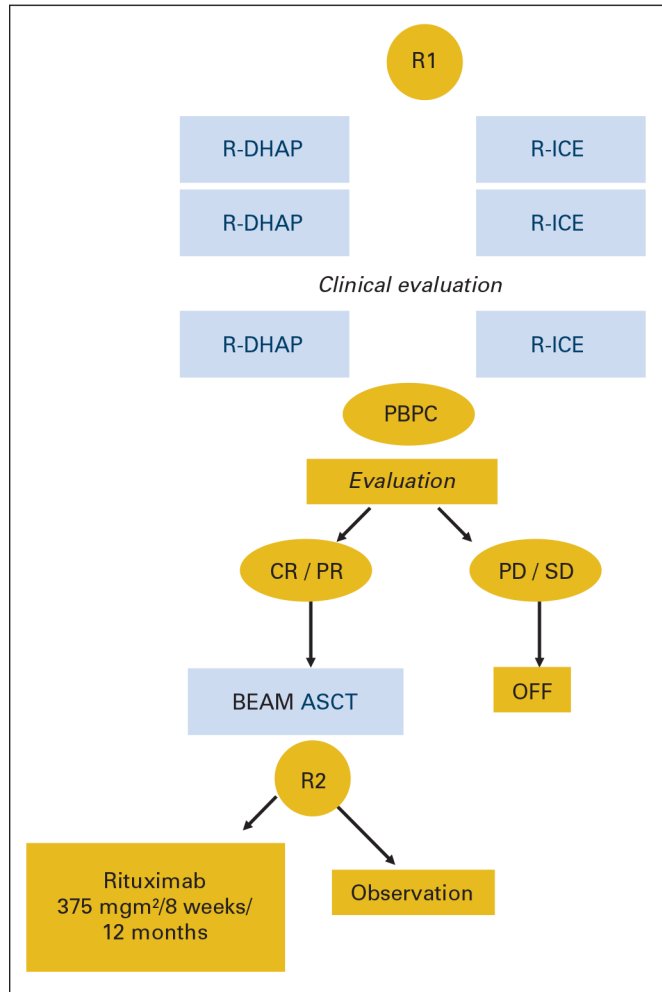 R1
R-DHAP
R-ICE
R-DHAP
R-ICE
Clinical evaluation
R-DHAP
R-ICE
PBPC
Evaluation
CR / PR
PD / SD
BEAM ASCT
OFF
R2
Rituximab
375 mgm²/8 weeks/
12 months
Observation